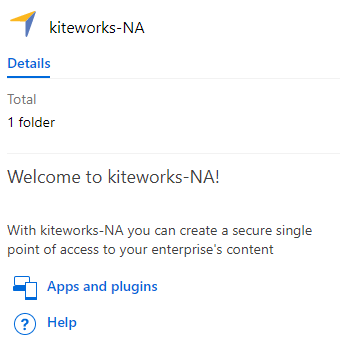 kiteworks-NA
Details
Total
1 folder
Welcome to kiteworks-NA!
With kiteworks-NA you can create a secure single
point of access to your enterprise's content
Apps and plugins
?
Help